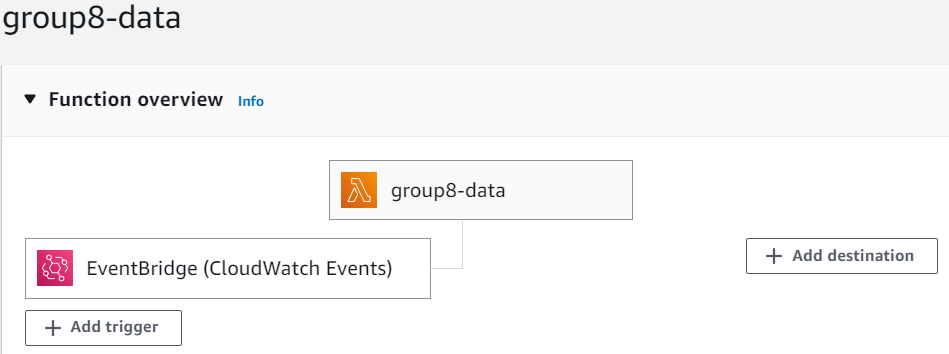 group8-data
Function overview Info
group8-data
EventBridge (CloudWatch Events)
Add destination
Add trigger